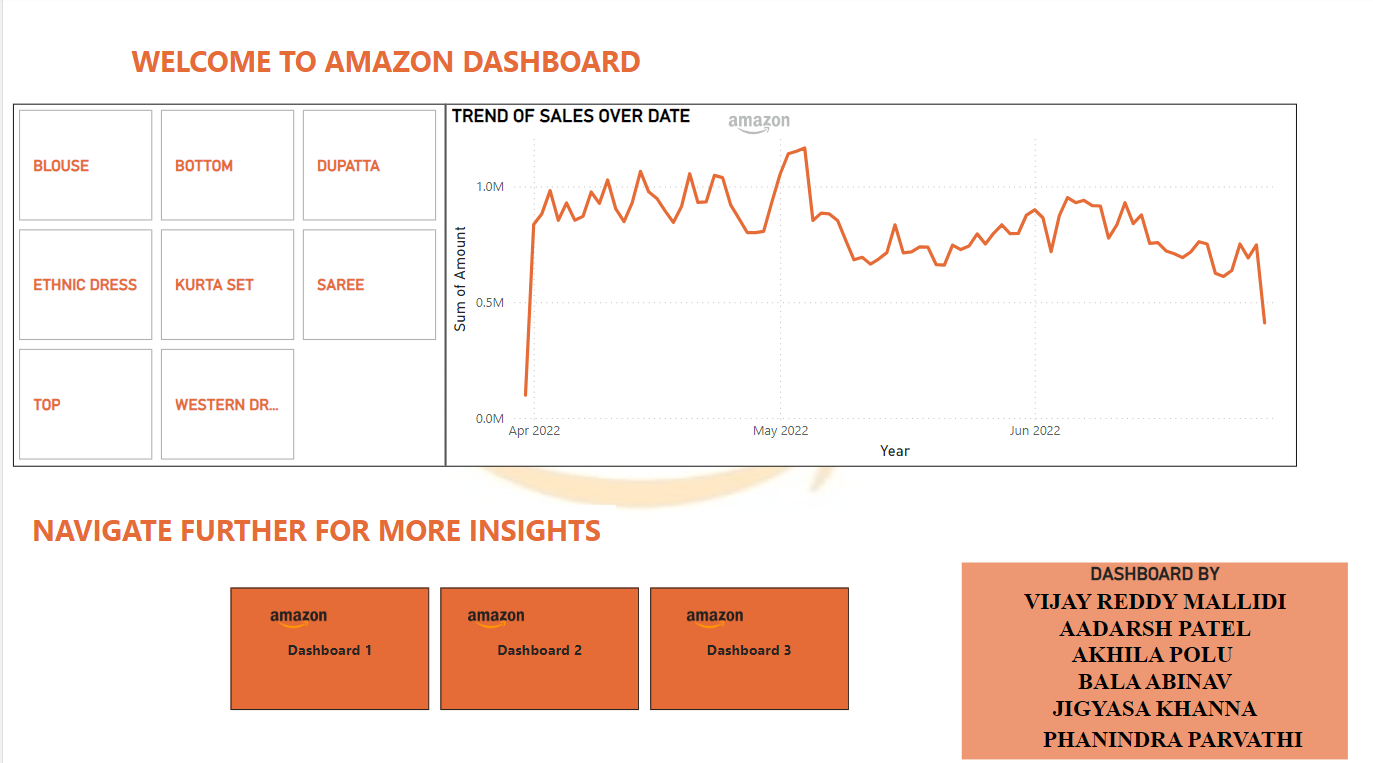 WELCOME TO AMAZON DASHBOARD
BLOUSE
BOTTOM
DUPATTA
ETHNIC DRESS
KURTA SET
SAREE
TOP
WESTERN DR...
TREND OF SALES OVER DATE
amazon
Sum of Amount
1.0M
0.5M
0.0M
Apr 2022
May 2022
Jun 2022
Year
NAVIGATE FURTHER FOR MORE INSIGHTS
amazon
Dashboard 1
amazon
Dashboard 2
amazon
Dashboard 3
DASHBOARD BY
VIJAY REDDY MALLIDI
AADARSH PATEL
AKHILA POLU
BALA ABINAV
JIGYASA KHANNA
PHANINDRA PARVATHI